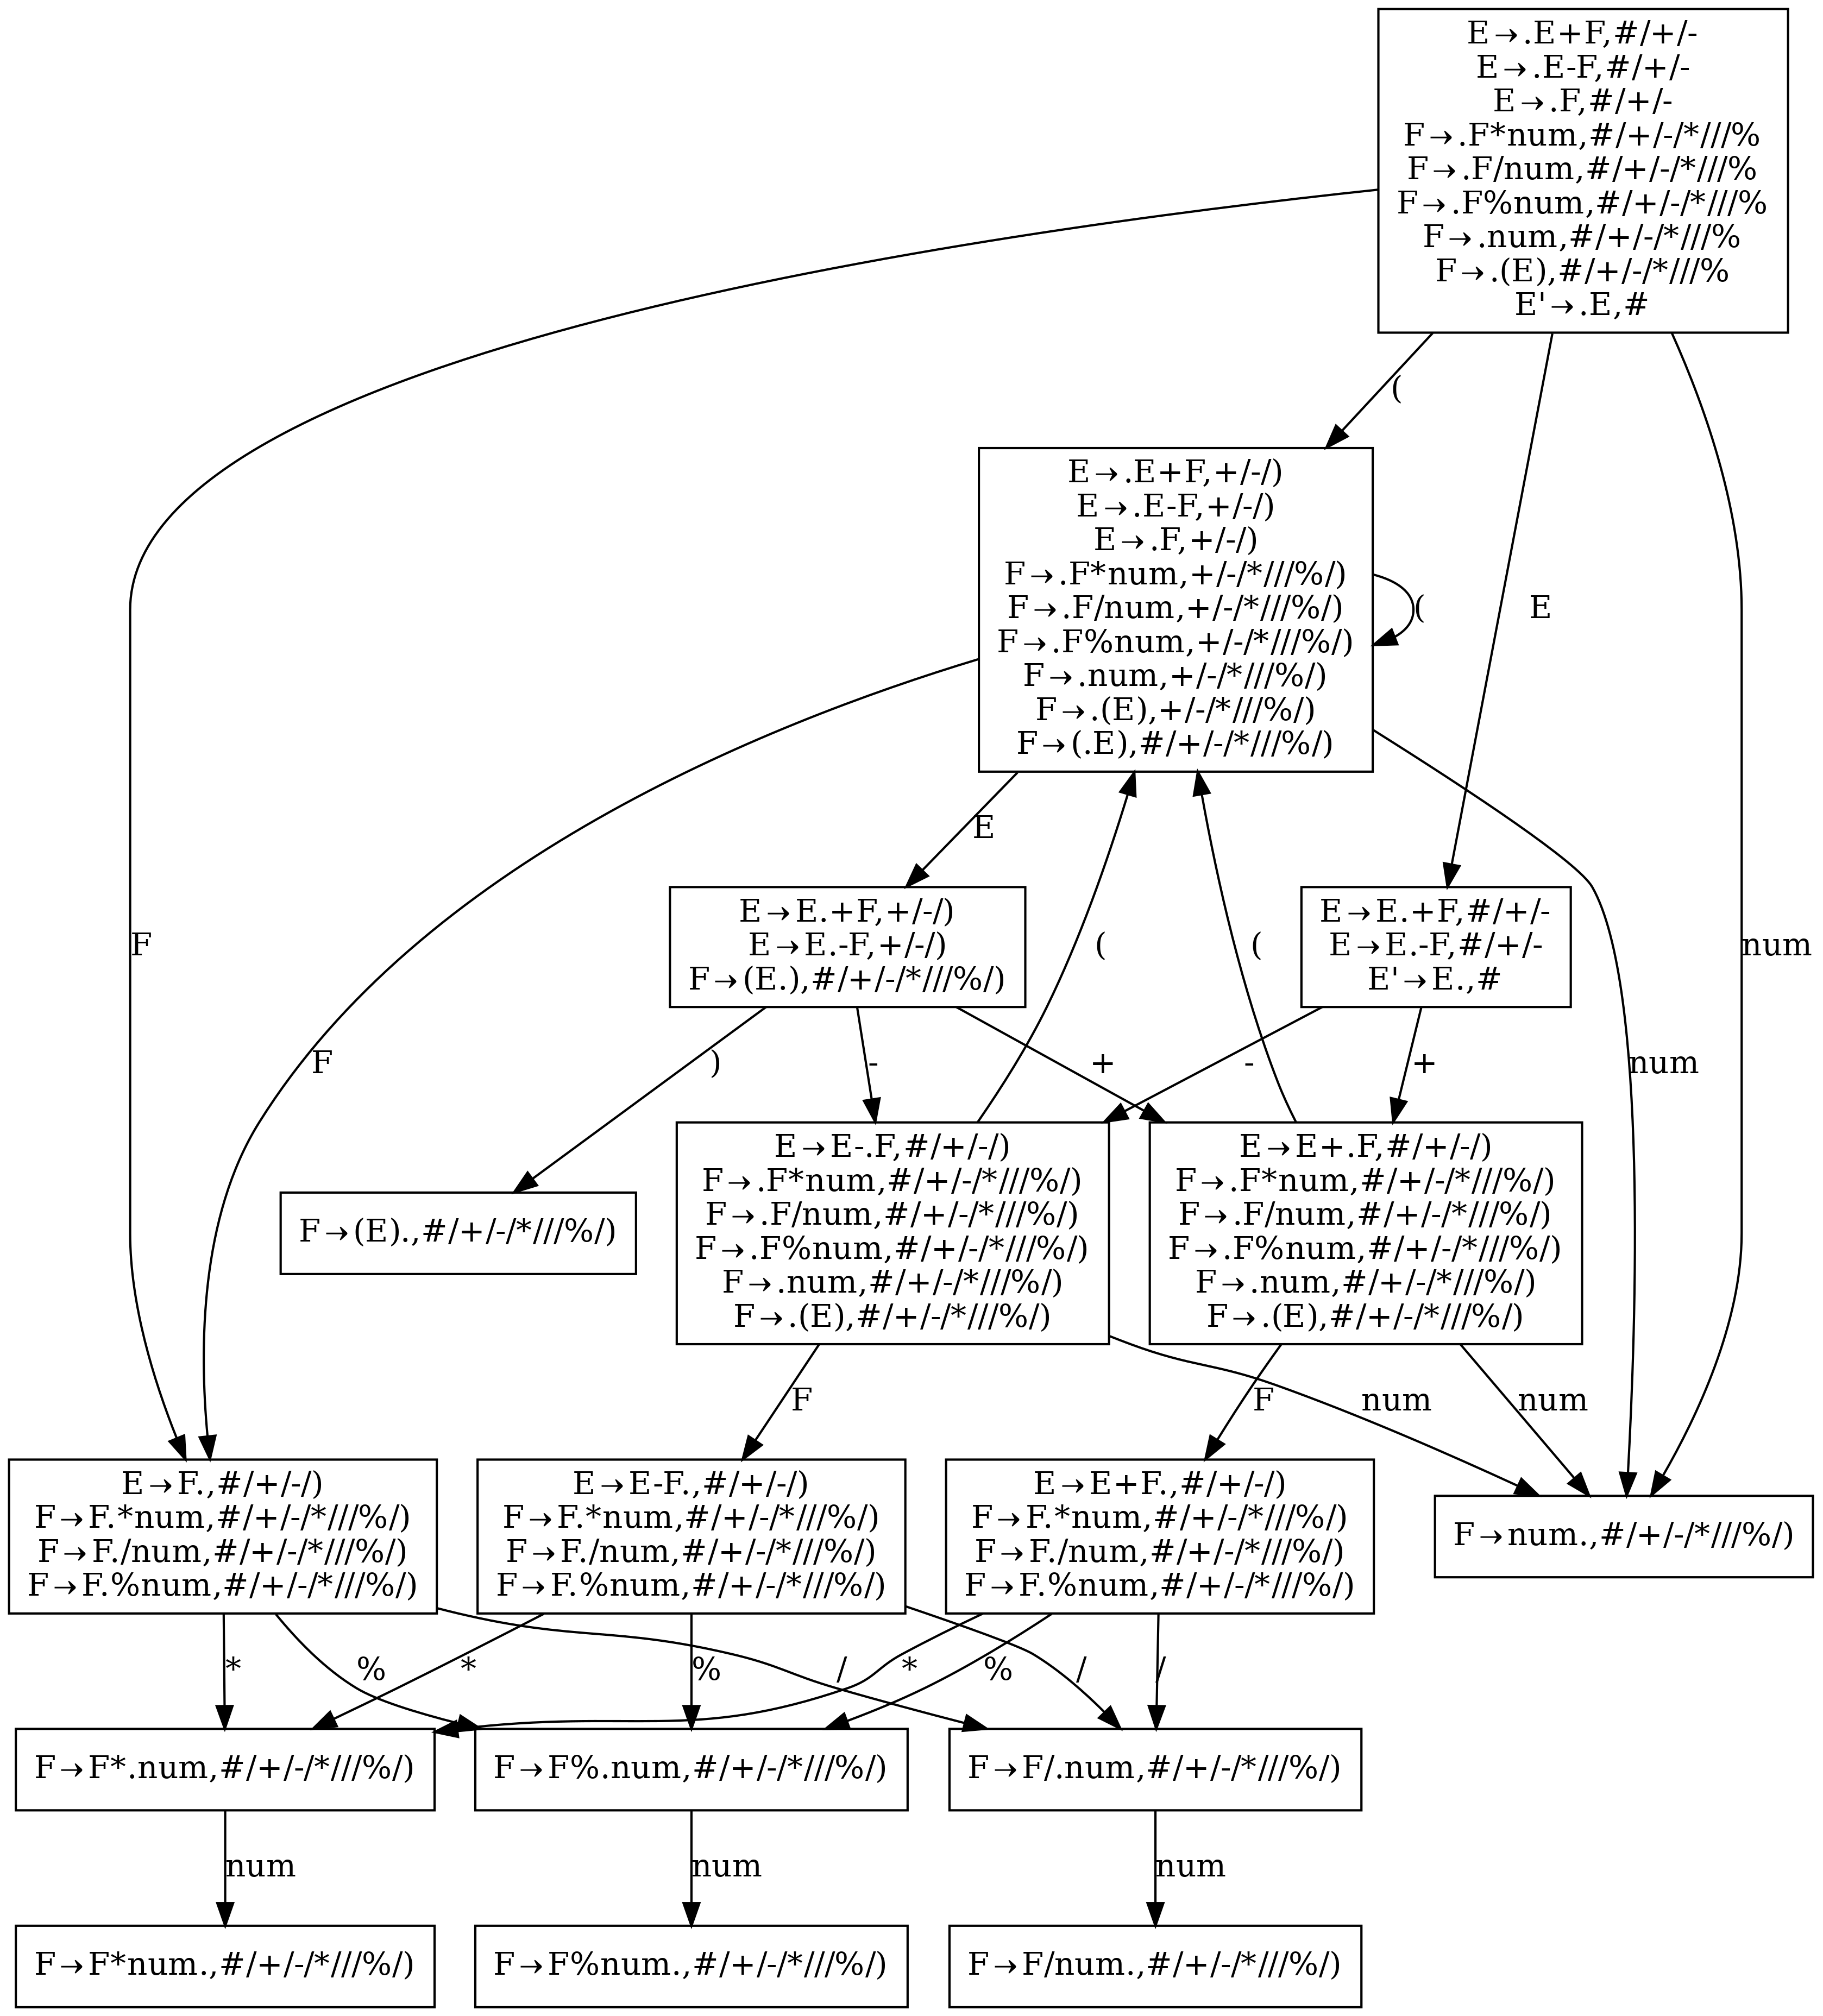 E→.E+F,#/+/-
E→.E-F,#/+/-
E→.F,#/+/-
F→.F*num,#/+/-/*///%
F→.F/num,#/+/-/*///%
F→.F%num,#/+/-/*///%
F→.num,#/+/-/*///%
F→.(E),#/+/-/*///%
E'→.E,#
(
E→.E+F,+/-/)
E→.E-F,+/-/)
E→.F,+/-/)
F→.F*num,+/-/*///%/)
F→.F/num,+/-/*///%/)
F→.F%num,+/-/*///%/)
F→.num,+/-/*///%/)
F→.(E),+/-/*///%/)
F→(.E),#/+/-/*///%/)
(
E
E
F
(
(
num
num
E→E.+F,+/-/)
E→E.-F,+/-/)
F→(E.),#/+/-/*///%/)
E→E.+F,#/+/-
E→E.-F,#/+/-
E'→E.,#
F
)
-
+
-
+
num
F→(E).,#/+/-/*///%/)
E→E-.F,#/+/-/)
F→.F*num,#/+/-/*///%/)
F→.F/num,#/+/-/*///%/)
F→.F%num,#/+/-/*///%/)
F→.num,#/+/-/*///%/)
F→.(E),#/+/-/*///%/)
E→E+.F,#/+/-/)
F→.F*num,#/+/-/*///%/)
F→.F/num,#/+/-/*///%/)
F→.F%num,#/+/-/*///%/)
F→.num,#/+/-/*///%/)
F→.(E),#/+/-/*///%/)
F
F
num
num
E→F.,#/+/-/)
F→F.*num,#/+/-/*///%/)
F→F./num,#/+/-/*///%/)
F→F.%num,#/+/-/*///%/)
E→E-F.,#/+/-/)
F→F.*num,#/+/-/*///%/)
F→F./num,#/+/-/*///%/)
F→F.%num,#/+/-/*///%/)
E→E+F.,#/+/-/)
F→F.*num,#/+/-/*///%/)
F→F./num,#/+/-/*///%/)
F→F.%num,#/+/-/*///%/)
F→num.,#/+/-/*///%/)
*
%
*
%
/
*
%
/
/
F→F*.num,#/+/-/*///%/)
F→F%.num,#/+/-/*///%/)
F→F/.num,#/+/-/*///%/)
num
num
num
F→F*num.,#/+/-/*///%/)
F→F%num.,#/+/-/*///%/)
F→F/num.,#/+/-/*///%/)